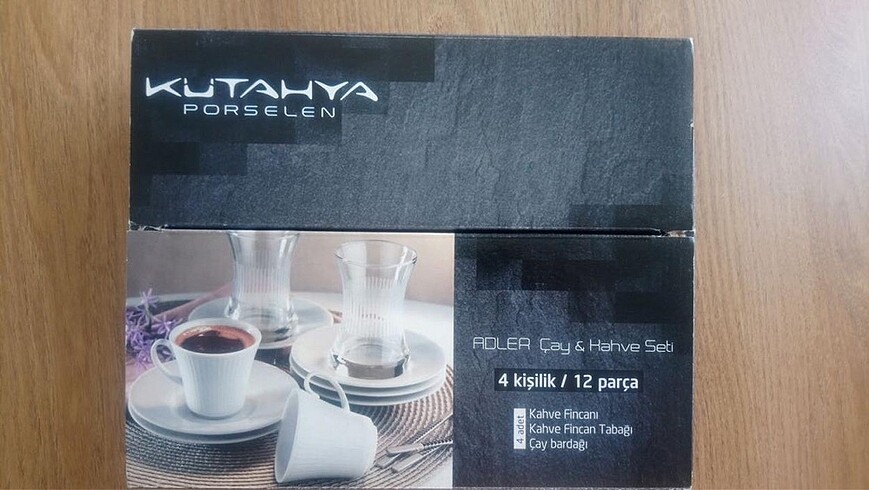 KUTAHYA
PORSELEN
ADLER Çay & Kahve Seti
4 kişilik / 12 parça
4 adet
Kahve Fincanı
Kahve Fincan Tabağı
Çay bardağı